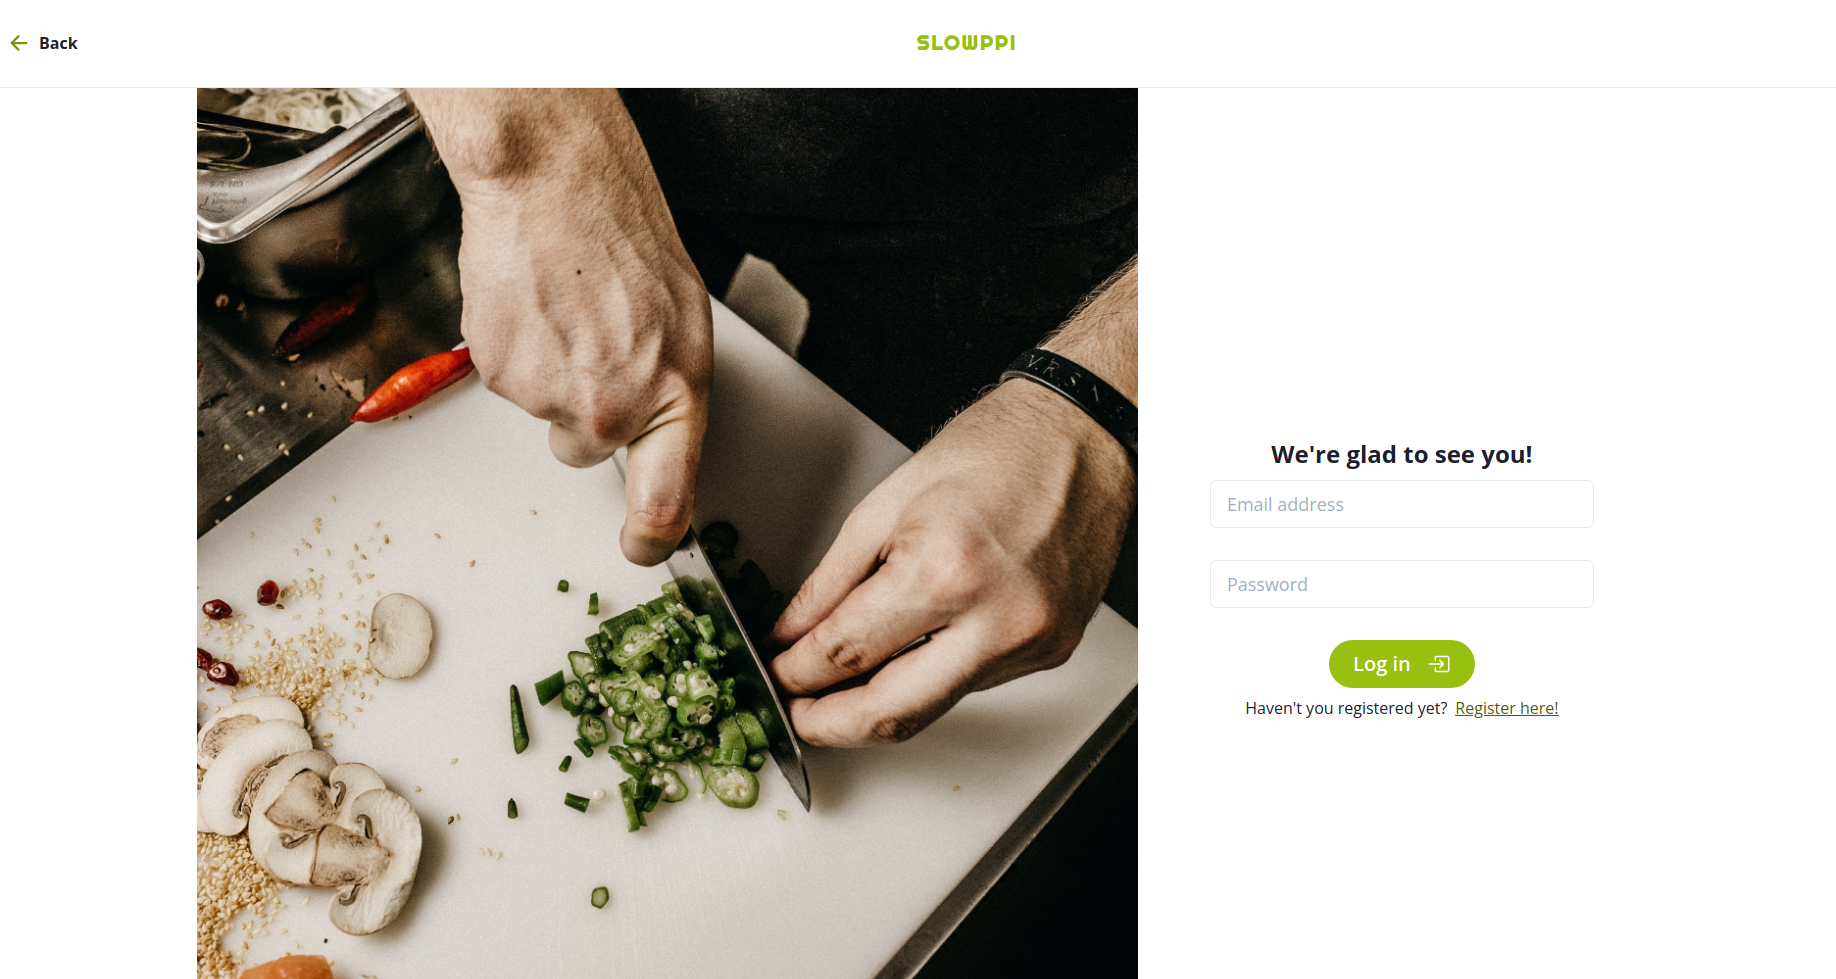 Back
SLOWPPI
We're glad to see you!
Email address
Password
Log in
Haven't you registered yet? Register here!